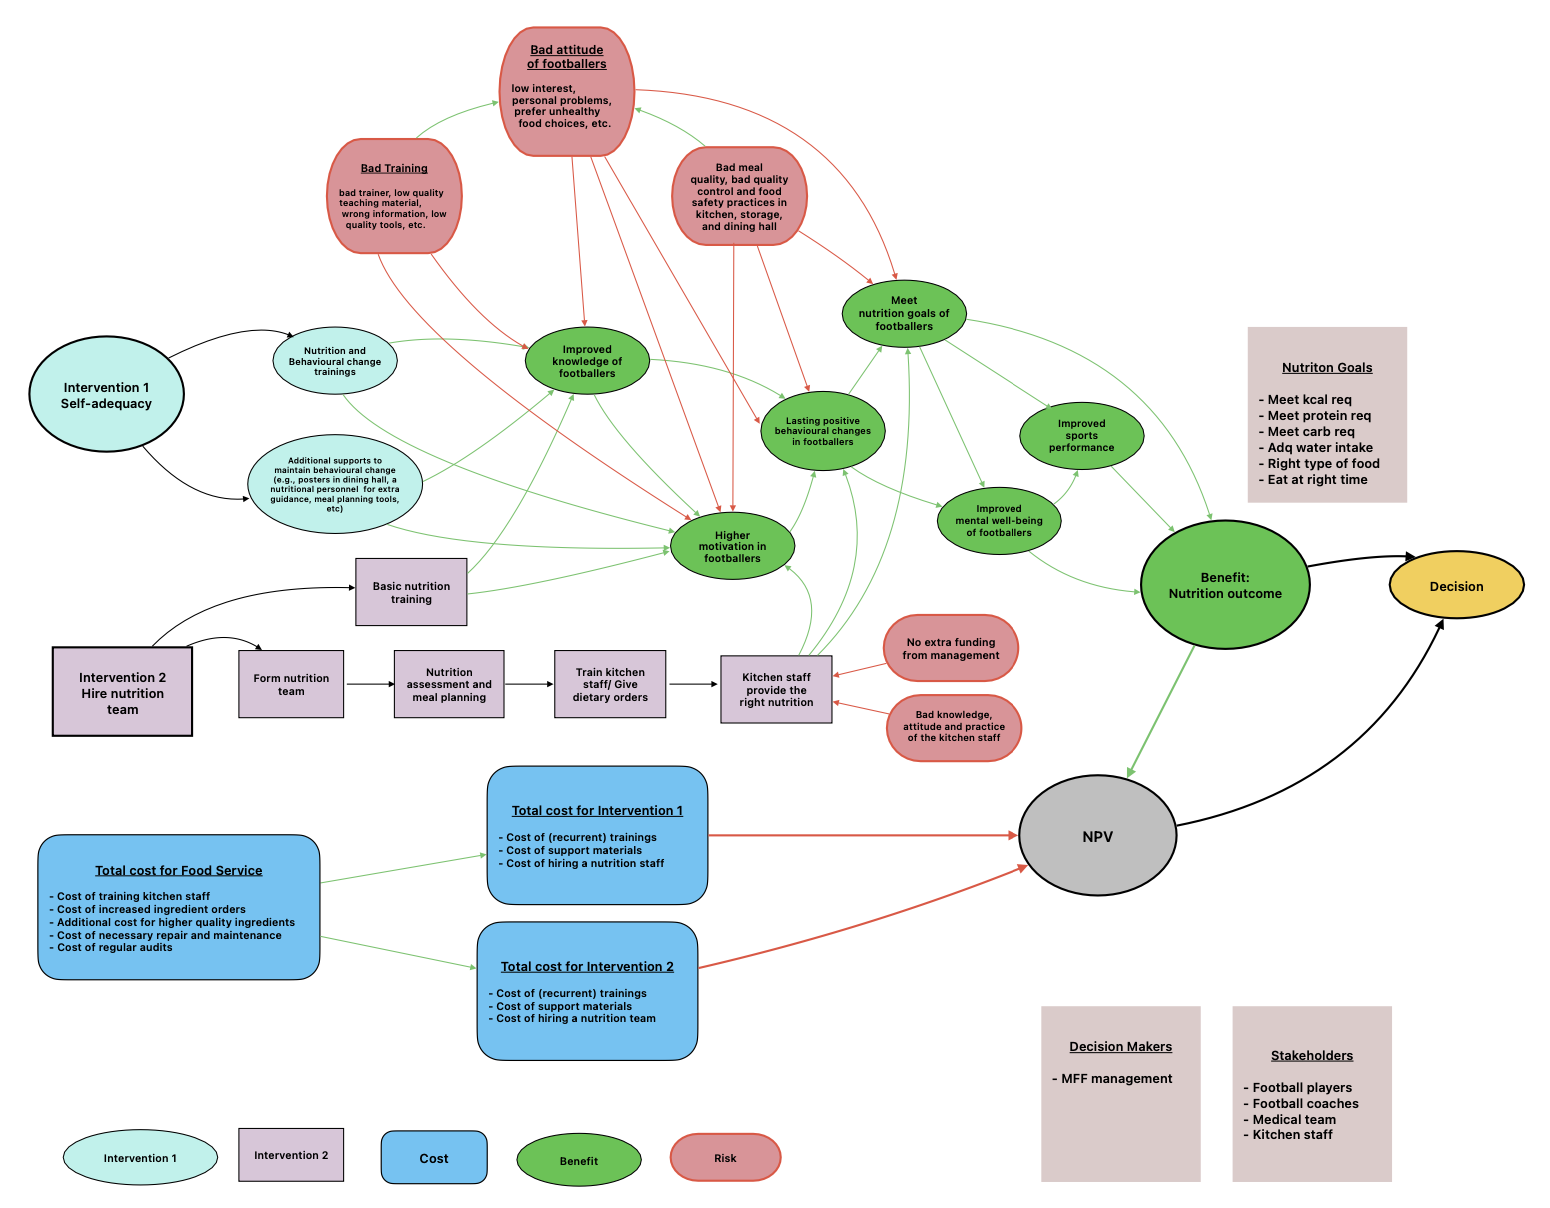 Bad attitude
of footballers
low interest,
personal problems,
prefer unhealthy
food choices, etc.
Bad Training
bad trainer, low quality
teaching material,
wrong information, low
quality tools, etc.
Bad meal
quality, bad quality
control and food
safety practices in
kitchen, storage,
and dining hall
Meet
nutrition goals of
footballers
Intervention 1
Self-adequacy
Nutrition and
Behavioural change
trainings
Improved
knowledge of
footballers
Nutriton Goals
- Meet kcal req
- Meet protein req
- Meet carb req
- Adq water intake
- Right type of food
- Eat at right time
Lasting positive
behavioural changes
in footballers
Improved
sports
performance
Additional supports to
maintain behavioural change
(e.g., posters in dining hall, a
nutritional personnel for extra
guidance, meal planning tools,
etc)
Higher
motivation in
footballers
Improved
mental well-being
of footballers
Basic nutrition
training
Benefit:
Nutrition outcome
Decision
Intervention 2
Hire nutrition
team
Form nutrition
team
Nutrition
assessment and
meal planning
Train kitchen
staff/ Give
dietary orders
Kitchen staff
provide the
right nutrition
No extra funding
from management
Bad knowledge,
attitude and practice
of the kitchen staff
Total cost for Intervention 1
- Cost of (recurrent) trainings
- Cost of support materials
- Cost of hiring a nutrition staff
NPV
Total cost for Food Service
- Cost of training kitchen staff
- Cost of increased ingredient orders
- Additional cost for higher quality ingredients
- Cost of necessary repair and maintenance
- Cost of regular audits
Total cost for Intervention 2
- Cost of (recurrent) trainings
- Cost of support materials
- Cost of hiring a nutrition team
Decision Makers
- MFF management
Stakeholders
- Football players
- Football coaches
- Medical team
- Kitchen staff
Intervention 1
Intervention 2
Cost
Benefit
Risk